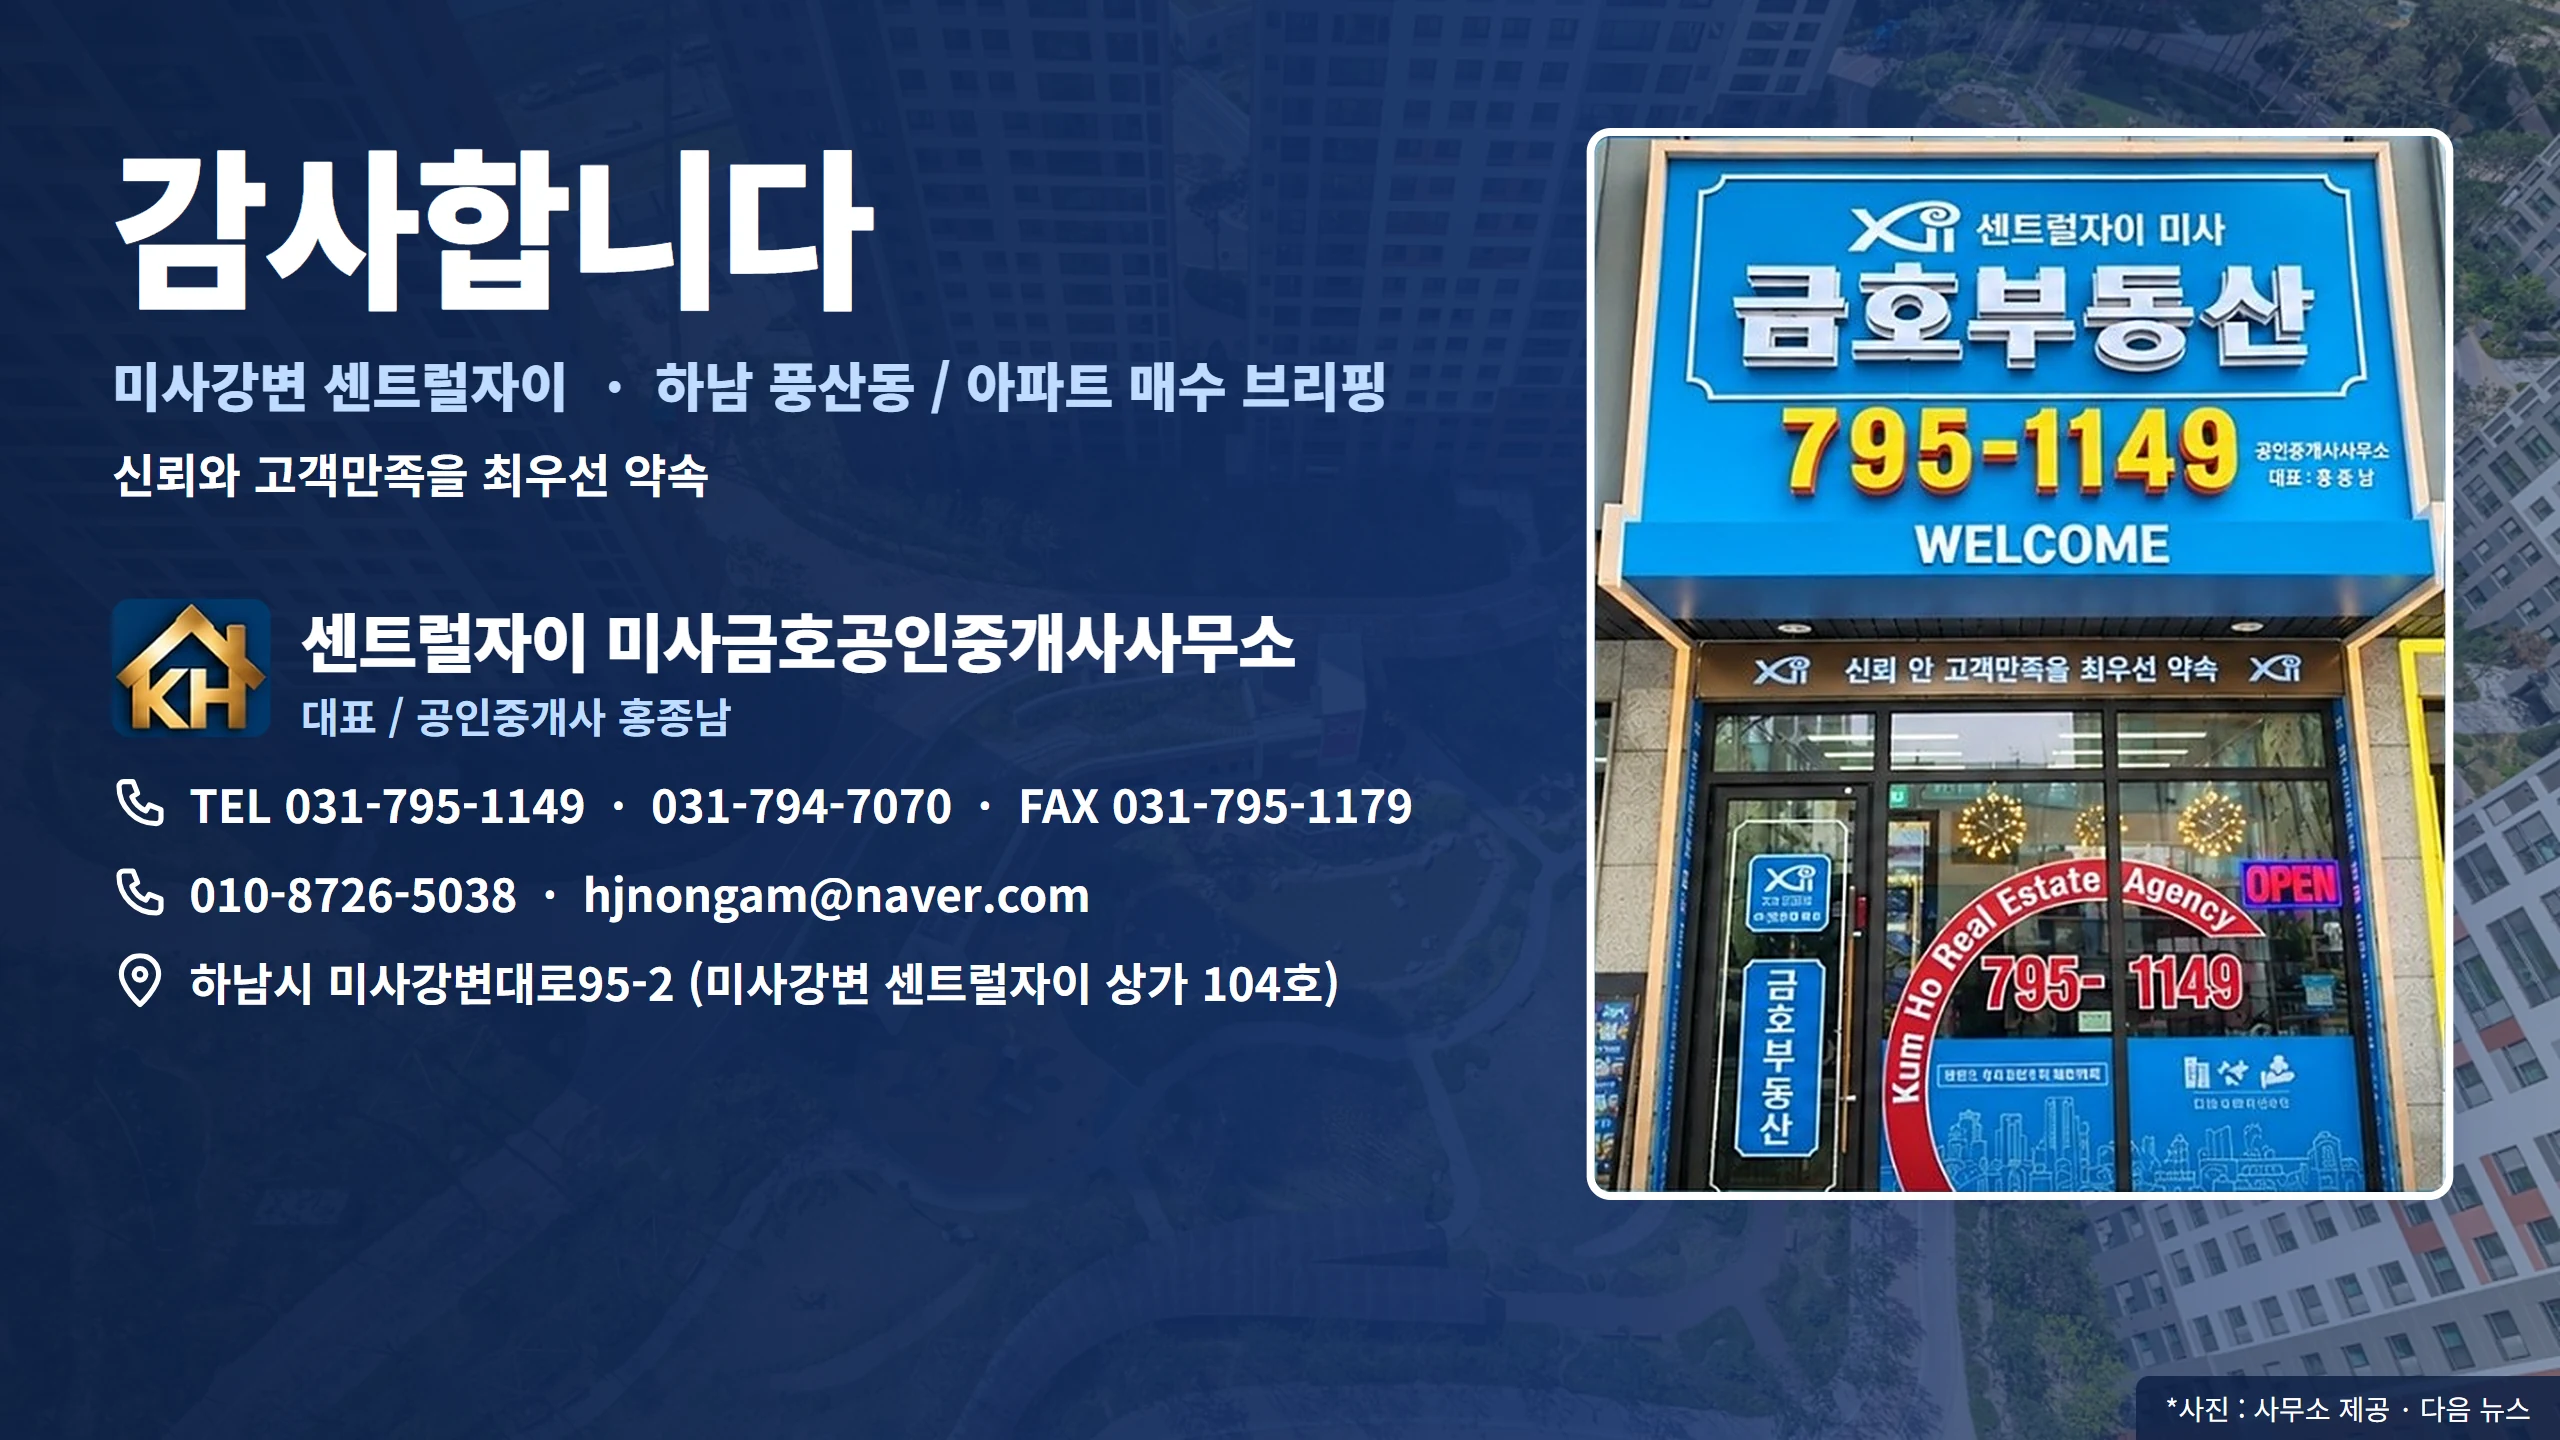 감사합니다
미사강변 센트럴자이 · 하남 풍산동 / 아파트 매수 브리핑
신뢰와 고객만족을 최우선 약속
KH
센트럴자이 미사금호공인중개사사무소
대표 / 공인중개사 홍종남
TEL 031-795-1149 · 031-794-7070 · FAX 031-795-1179
010-8726-5038 · hjnongam@naver.com
하남시 미사강변대로95-2 (미사강변 센트럴자이 상가 104호)
Xii 센트럴자이 미사
금호부동산
795-1149
공인중개사사무소
대표 : 홍종남
WELCOME
Xii 신뢰 안 고객만족을 최우선 약속 Xii
Xii
금호부동산
Kum Ho Real Estate Agency
795- 1149
OPEN
*사진 : 사무소 제공 · 다음 뉴스